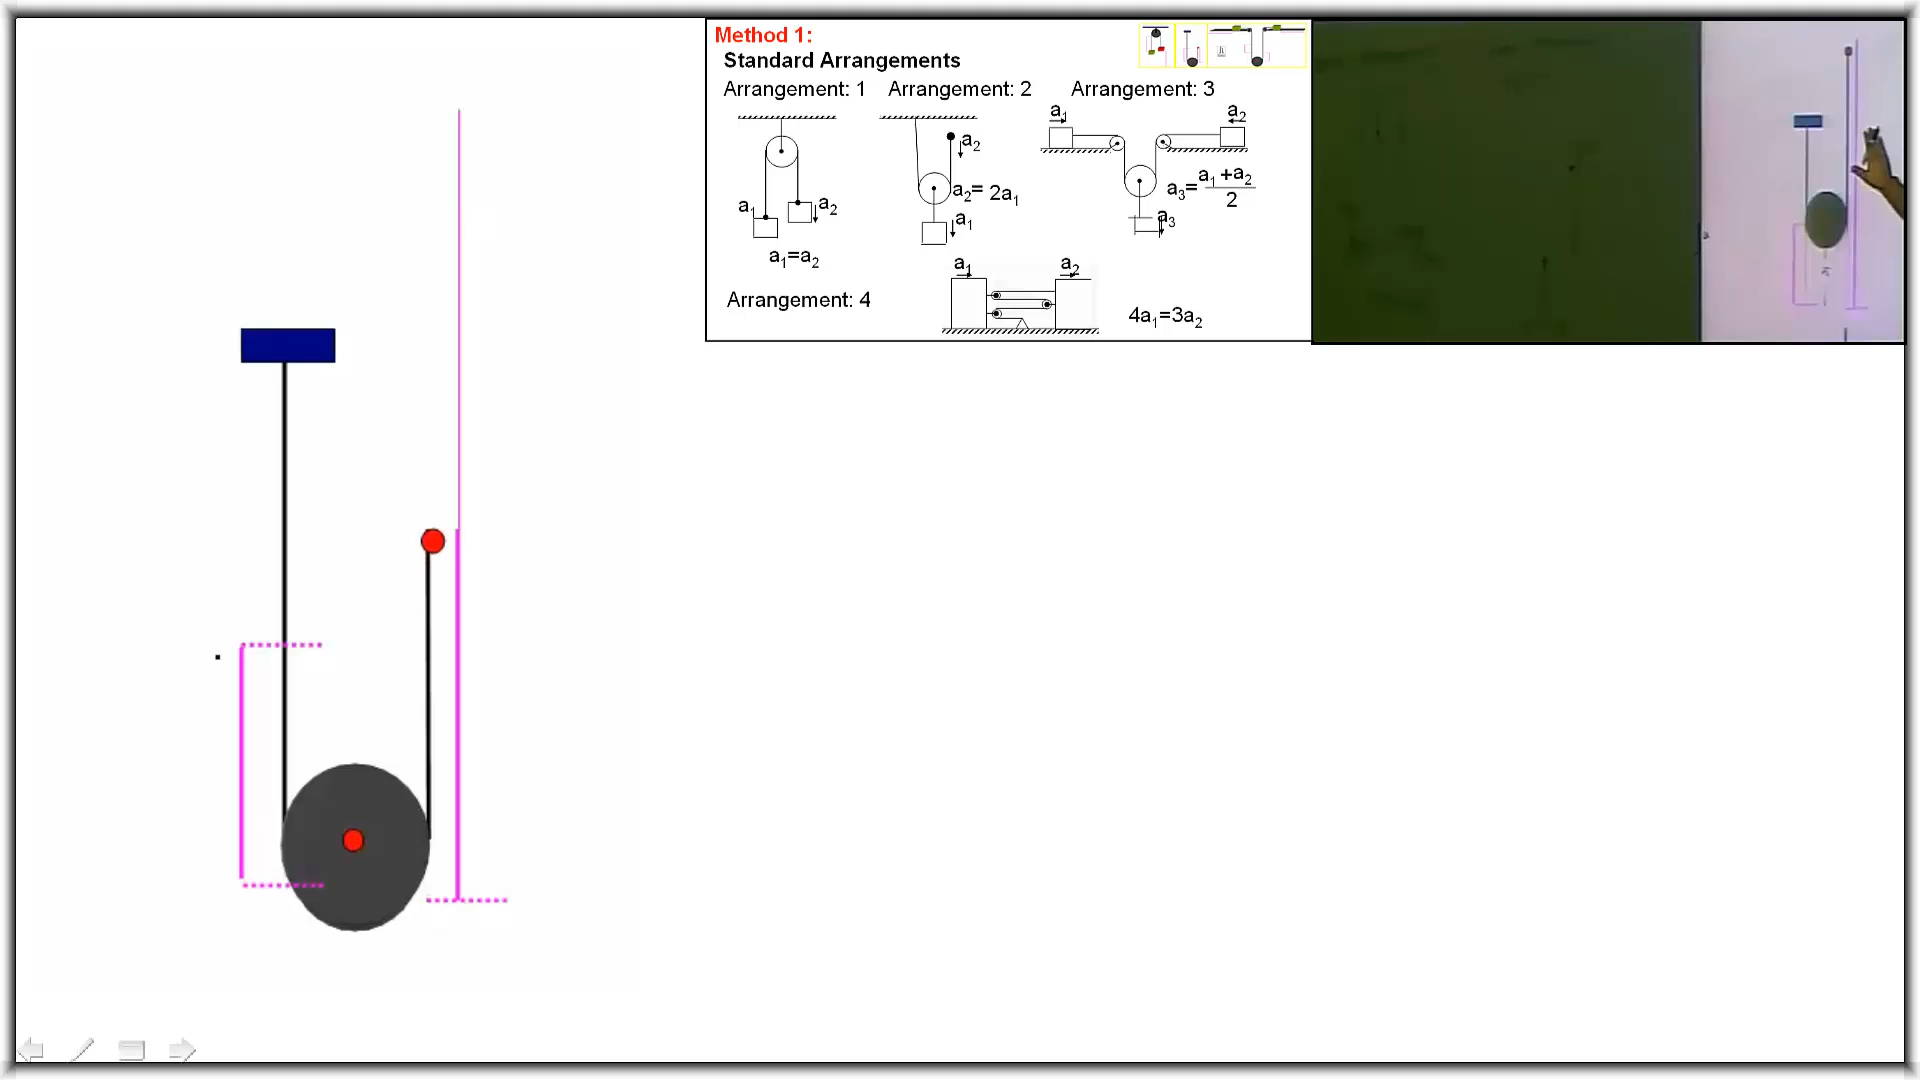 Method 1:
Standard Arrangements
Arrangement: 1 Arrangement: 2 Arrangement: 3
a₁ a₂
a₂
a₂= 2a₁
a₃= a₁ +a₂ / 2
a₁ a₂
a₁
a₃
a₁=a₂
a₁ a₂
Arrangement: 4
4a₁=3a₂